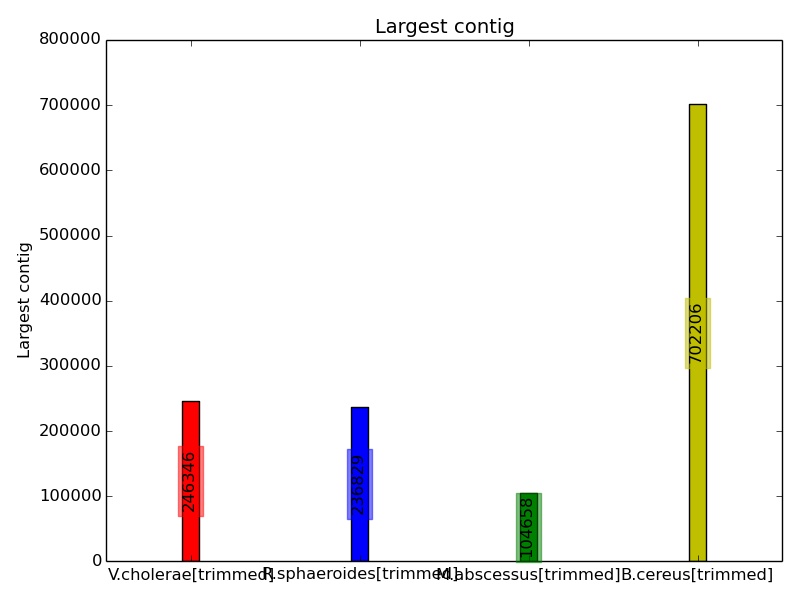 Largest contig
800000
700000
600000
500000
400000
300000
200000
100000
0
Largest contig
246346
236829
104658
702206
V.cholerae[trimmed]
R.sphaeroides[trimmed]
M.abscessus[trimmed]
B.cereus[trimmed]